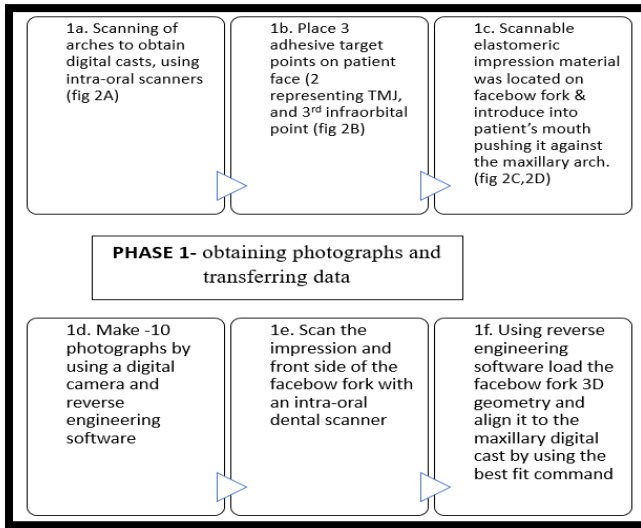 1a. Scanning of
arches to obtain
digital casts, using
intra-oral scanners
(fig 2A)
1b. Place 3
adhesive target
points on patient
face (2
representing TMJ,
and 3rd infraorbital
point (fig 2B)
1c. Scannable
elastomeric
impression material
was located on
facebow fork &
introduce into
patient's mouth
pushing it against
the maxillary arch.
(fig 2C,2D)
PHASE 1- obtaining photographs and
transferring data
1d. Make -10
photographs by
using a digital
camera and
reverse
engineering
software
1e. Scan the
impression and
front side of the
facebow fork with
an intra-oral
dental scanner
1f. Using reverse
engineering
software load the
facebow fork 3D
geometry and
align it to the
maxillary digital
cast by using the
best fit command